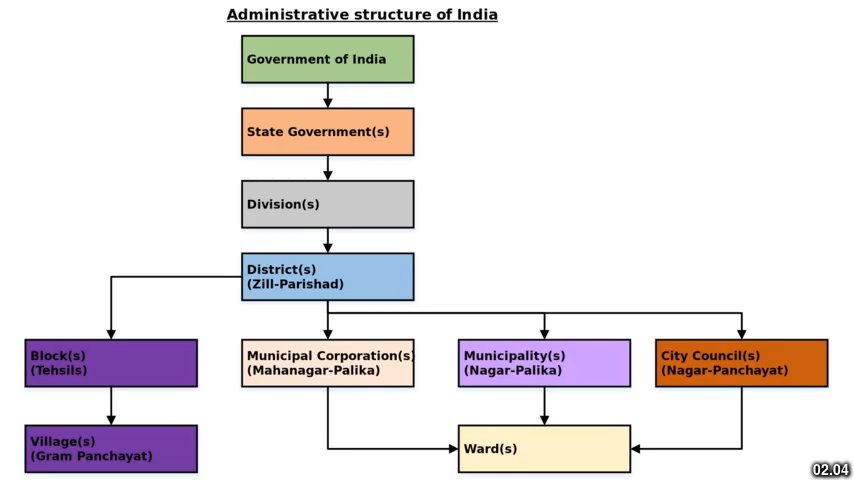 Administrative structure of India
Government of India
State Government(s)
Division(s)
District(s)
(Zill-Parishad)
Block(s)
(Tehsils)
Municipal Corporation(s)
(Mahanagar-Palika)
Municipality(s)
(Nagar-Palika)
City Council(s)
(Nagar-Panchayat)
Village(s)
(Gram Panchayat)
Ward(s)
02.04